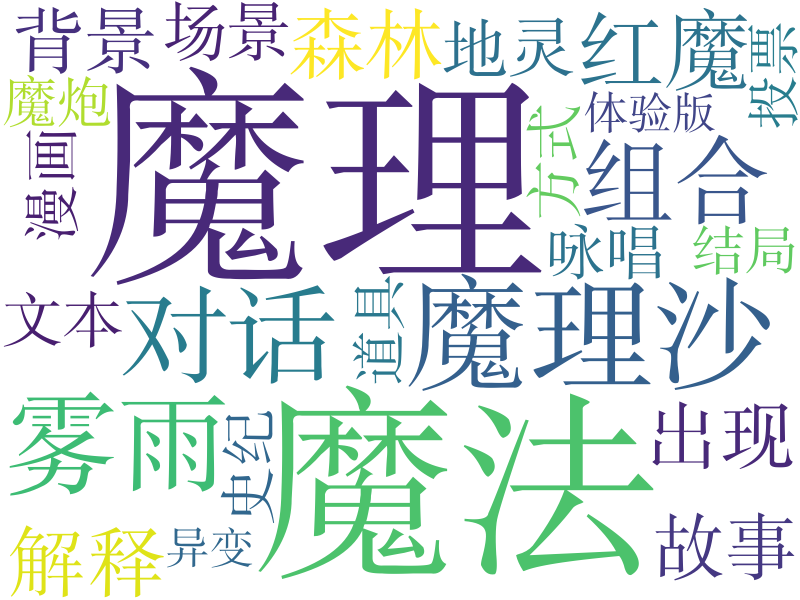 背景
场景
森林
地灵
红魔
投票
魔炮
魔理
体验版
漫画
方式
组合
咏唱
结局
文本
对话
道具
魔理沙
雾雨
史纪
魔法
出现
解释
异变
故事